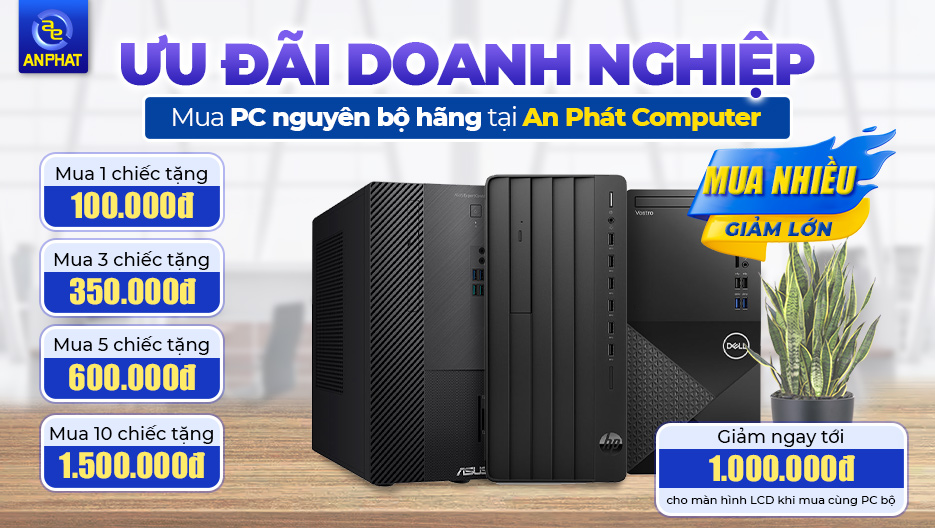 ae
ANPHAT
ƯU ĐÃI DOANH NGHIỆP
Mua PC nguyên bộ hãng tại An Phát Computer
Mua 1 chiếc tặng
100.000đ
Mua 3 chiếc tặng
350.000đ
Mua 5 chiếc tặng
600.000đ
Mua 10 chiếc tặng
1.500.000đ
MUA NHIỀU
GIẢM LỚN
Vostro
DELL
hp
ASUS
Giảm ngay tới
1.000.000đ
cho màn hình LCD khi mua cùng PC bộ